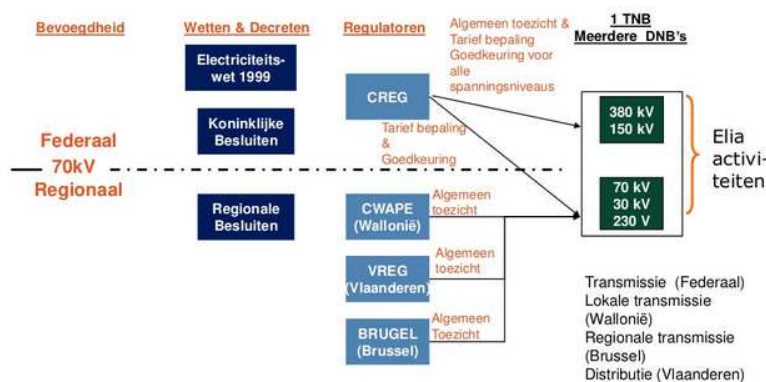 Bevoegdheid
Wetten & Decreten
Regulatoren
Algemeen toezicht &
Tarief bepaling
Goedkeuring voor
alle
spanningsniveaus
1 TNB
Meerdere DNB's
Electriciteits-
wet 1999
CREG
380 kV
150 kV
Koninklijke
Besluiten
Tarief bepaling
&
Goedkeuring
Elia
activi-
teiten
Federaal
70kV
Regionaal
Regionale
Besluiten
CWAPE
(Wallonië)
Algemeen
toezicht
70 kV
30 kV
230 V
VREG
(Vlaanderen)
Algemeen
toezicht
BRUGEL
(Brussel)
Algemeen
Toezicht
Transmissie (Federaal)
Lokale transmissie
(Wallonië)
Regionale transmissie
(Brussel)
Distributie (Vlaanderen)